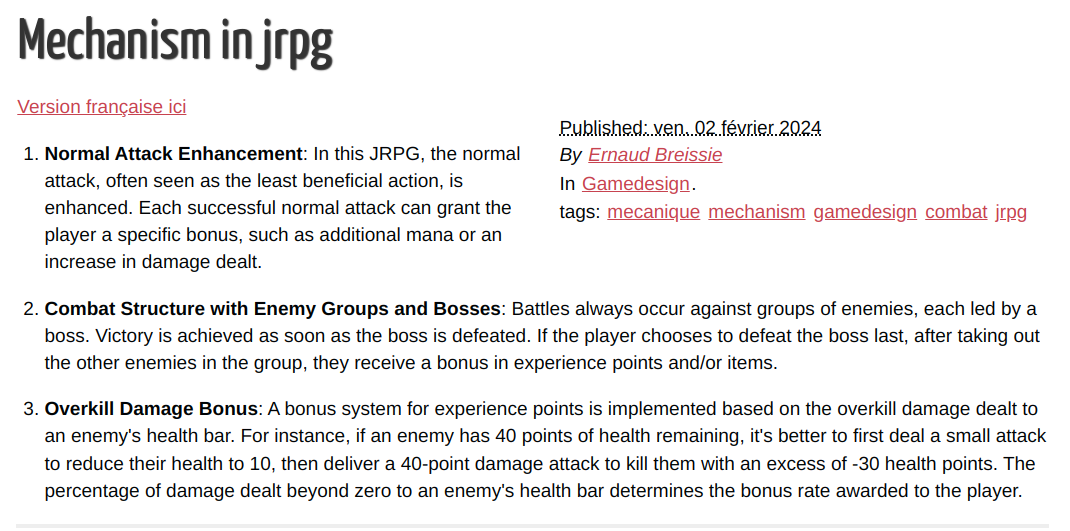 Mechanism in jrpg
Version française ici
Published: ven. 02 février 2024
By Ernaud Breissie
In Gamedesign.
tags: mecanique mechanism gamedesign combat jrpg
1. Normal Attack Enhancement: In this JRPG, the normal
attack, often seen as the least beneficial action, is
enhanced. Each successful normal attack can grant the
player a specific bonus, such as additional mana or an
increase in damage dealt.
2. Combat Structure with Enemy Groups and Bosses: Battles always occur against groups of enemies, each led by a
boss. Victory is achieved as soon as the boss is defeated. If the player chooses to defeat the boss last, after taking out
the other enemies in the group, they receive a bonus in experience points and/or items.
3. Overkill Damage Bonus: A bonus system for experience points is implemented based on the overkill damage dealt to
an enemy's health bar. For instance, if an enemy has 40 points of health remaining, it's better to first deal a small attack
to reduce their health to 10, then deliver a 40-point damage attack to kill them with an excess of -30 health points. The
percentage of damage dealt beyond zero to an enemy's health bar determines the bonus rate awarded to the player.